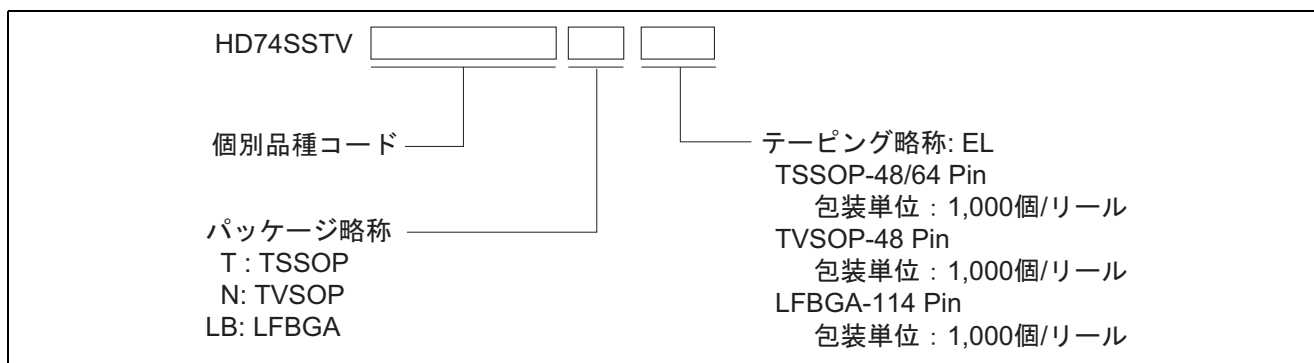 HD74SSTV
個別品種コード
パッケージ略称
T : TSSOP
N: TVSOP
LB: LFBGA
テーピング略称: EL
TSSOP-48/64 Pin
包装単位：1,000個/リール
TVSOP-48 Pin
包装単位：1,000個/リール
LFBGA-114 Pin
包装単位：1,000個/リール